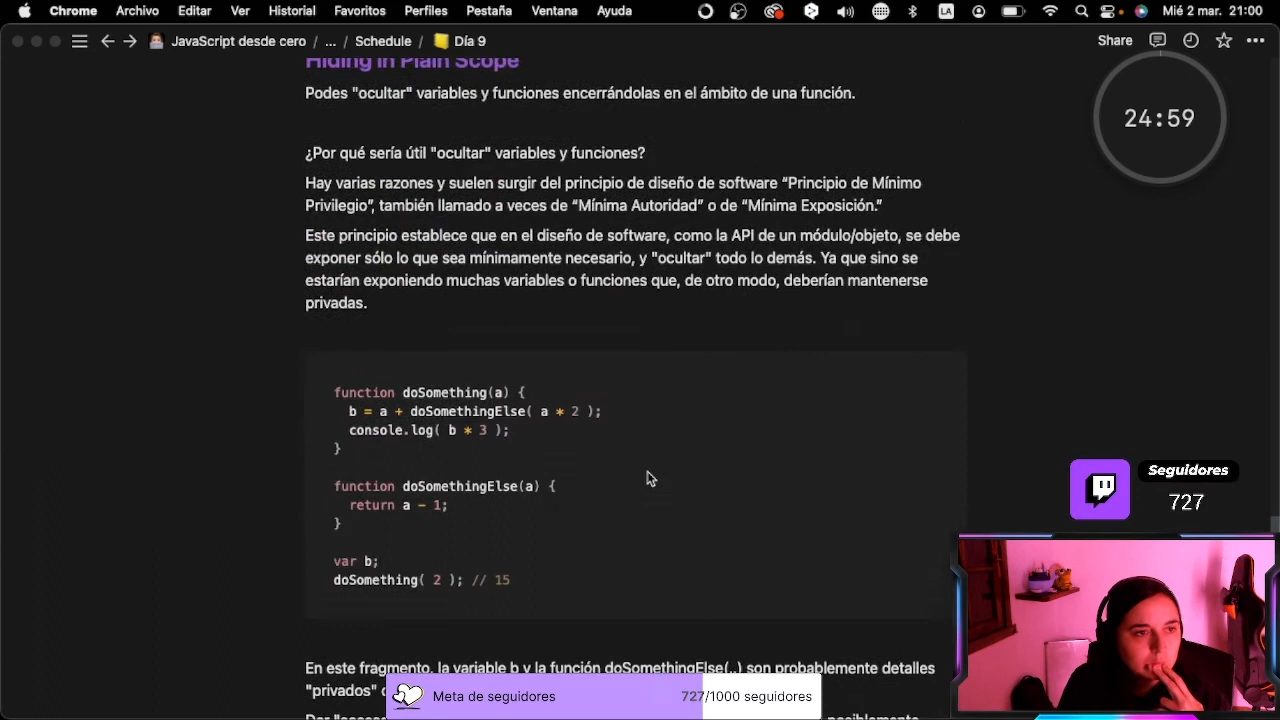 Chrome Archivo Editar Ver Historial Favoritos Perfiles Pestaña Ventana Ayuda LA Mié 2 mar. 21:00
JavaScript desde cero / ... / Schedule / Día 9 Share
Hiding in Plain Scope
Podes "ocultar" variables y funciones encerrándolas en el ámbito de una función.
24:59
¿Por qué sería útil "ocultar" variables y funciones?
Hay varias razones y suelen surgir del principio de diseño de software “Principio de Mínimo
Privilegio”, también llamado a veces de “Mínima Autoridad” o de “Mínima Exposición.”
Este principio establece que en el diseño de software, como la API de un módulo/objeto, se debe
exponer sólo lo que sea mínimamente necesario, y "ocultar" todo lo demás. Ya que sino se
estarían exponiendo muchas variables o funciones que, de otro modo, deberían mantenerse
privadas.
function doSomething(a) {
b = a + doSomethingElse( a * 2 );
console.log( b * 3 );
}
function doSomethingElse(a) {
return a - 1;
}
var b;
doSomething( 2 ); // 15
Seguidores
727
En este fragmento, la variable b y la función doSomethingElse(..) son probablemente detalles
"privados"
Meta de seguidores 727/1000 seguidores
posiblemente